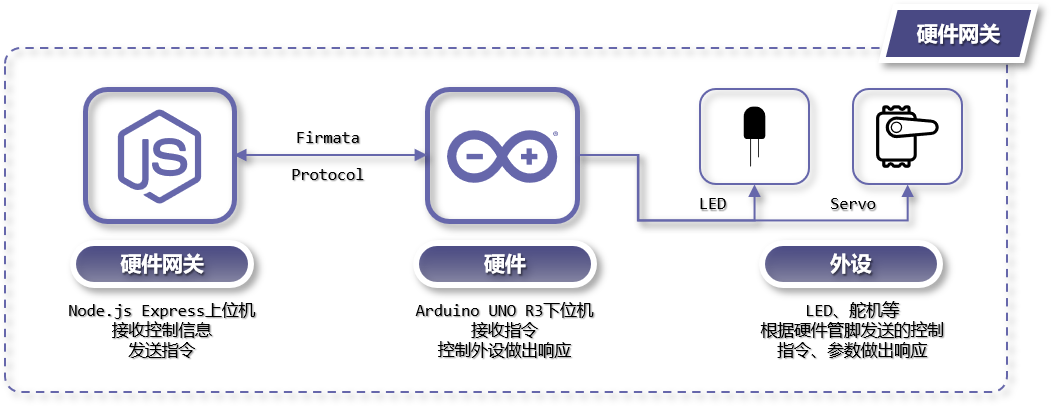 硬件网关
JS
Firmata
Protocol
LED
Servo
硬件网关
硬件
外设
Node.js Express上位机
接收控制信息
发送指令
Arduino UNO R3下位机
接收指令
控制外设做出响应
LED、舵机等
根据硬件管脚发送的控制
指令、参数做出响应